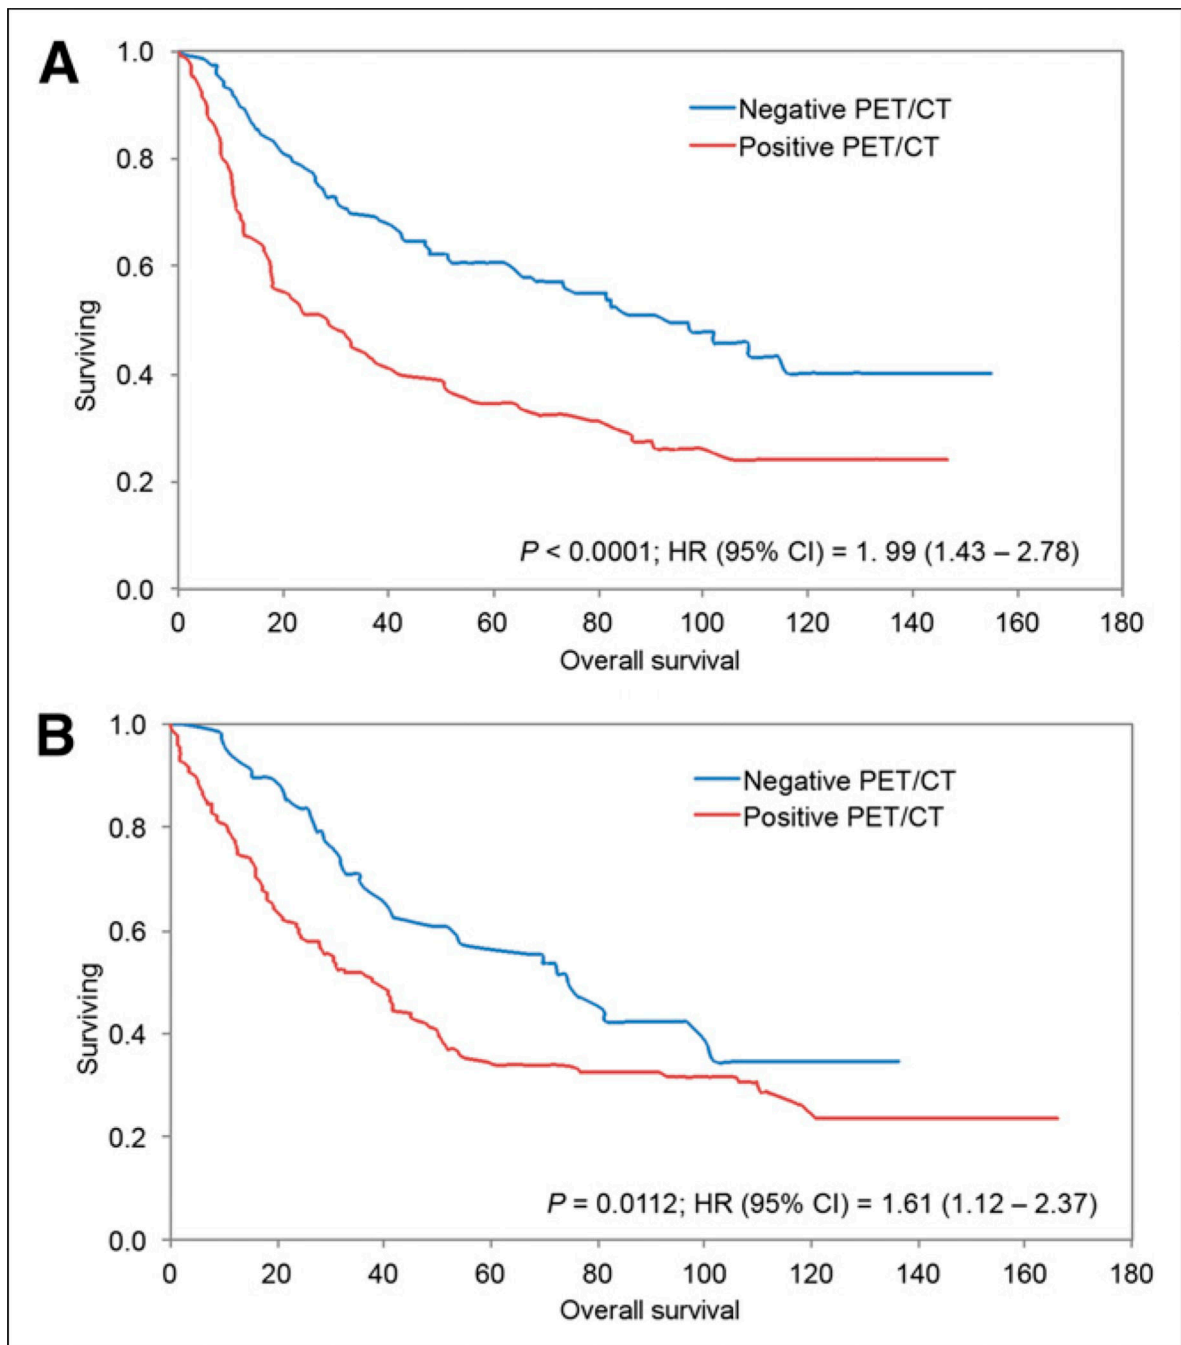 A
1.0
0.8
0.6
0.4
0.2
0.0
Surviving
Negative PET/CT
Positive PET/CT
P < 0.0001; HR (95% CI) = 1. 99 (1.43 – 2.78)
0 20 40 60 80 100 120 140 160 180
Overall survival
B
1.0
0.8
0.6
0.4
0.2
0.0
Surviving
Negative PET/CT
Positive PET/CT
P = 0.0112; HR (95% CI) = 1.61 (1.12 – 2.37)
0 20 40 60 80 100 120 140 160 180
Overall survival